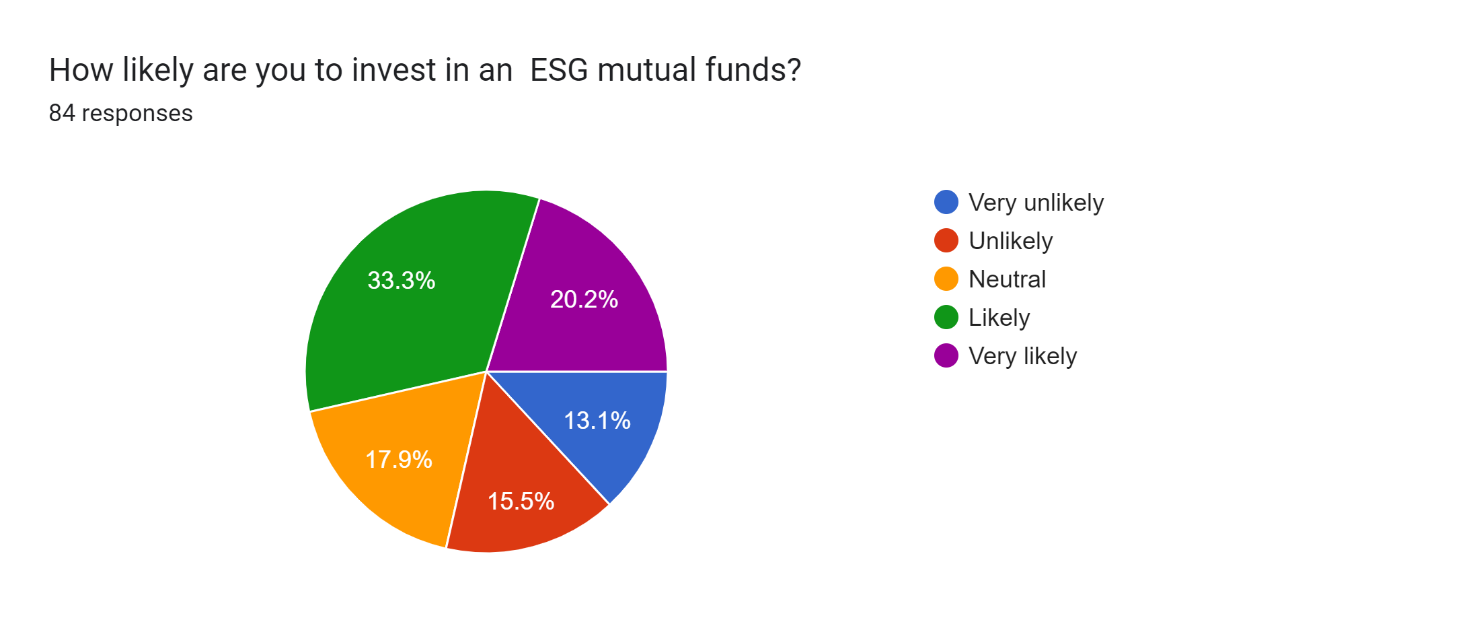 How likely are you to invest in an  ESG mutual funds?
84 responses
33.3%
20.2%
13.1%
17.9%
15.5%
Very unlikely
Unlikely
Neutral
Likely
Very likely